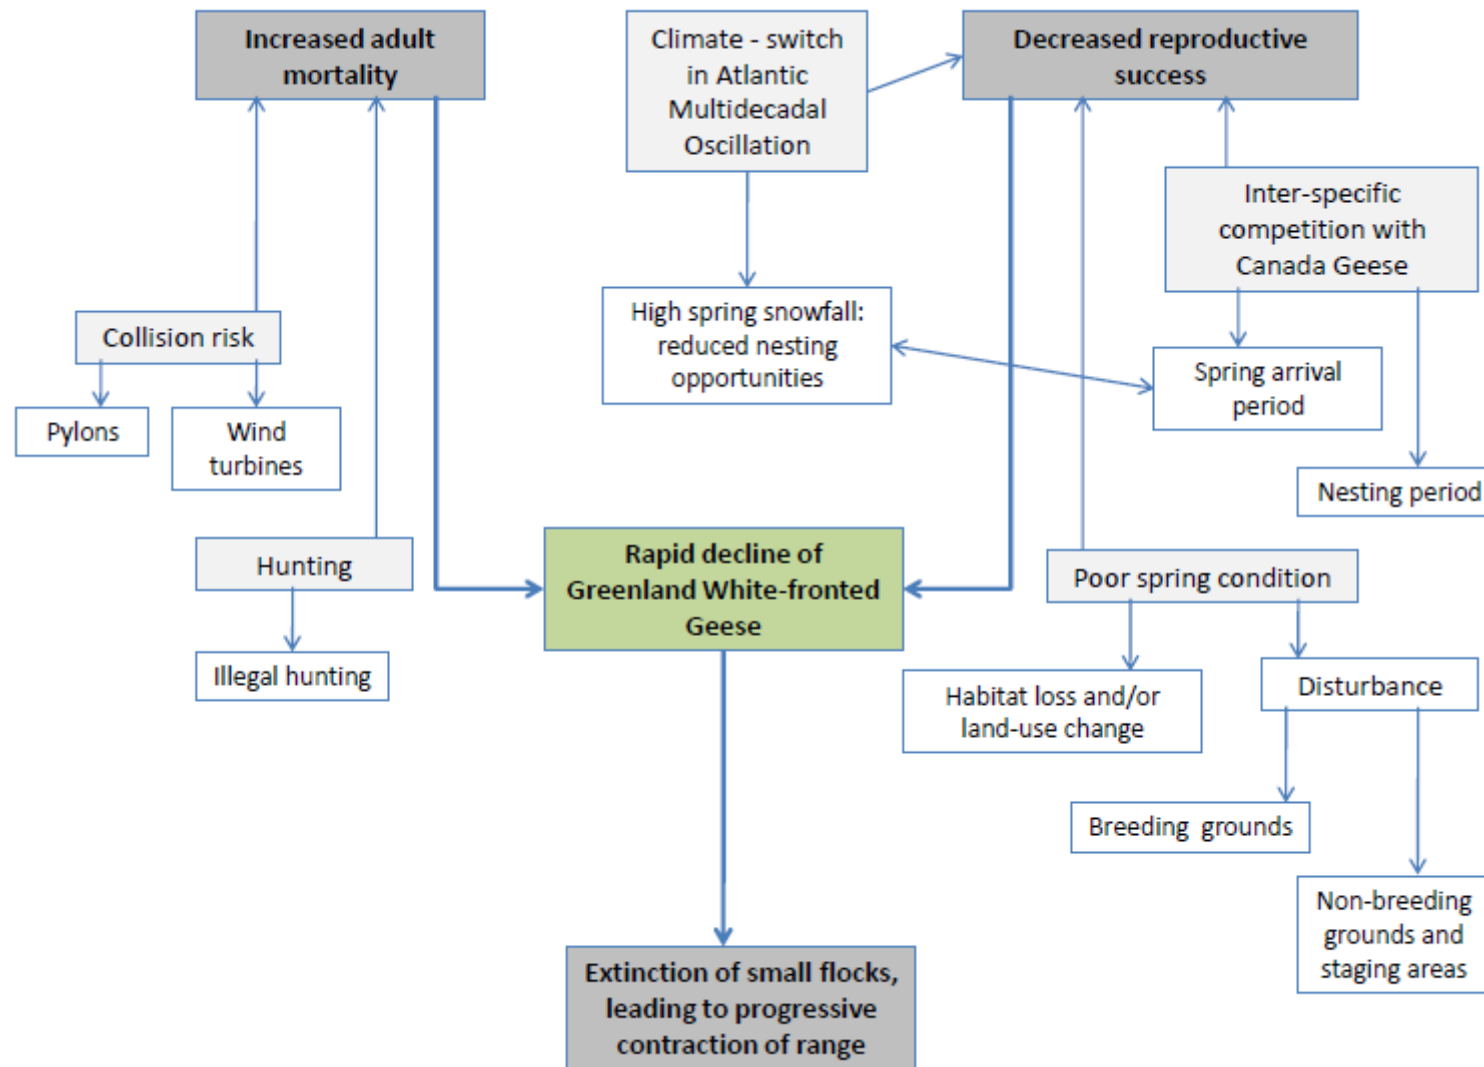 Increased adult
mortality
Climate - switch
in Atlantic
Multidecadal
Oscillation
Decreased reproductive
success
Inter-specific
competition with
Canada Geese
High spring snowfall:
reduced nesting
opportunities
Collision risk
Spring arrival
period
Pylons
Wind
turbines
Nesting period
Hunting
Rapid decline of
Greenland White-fronted
Geese
Poor spring condition
Illegal hunting
Habitat loss and/or
land-use change
Disturbance
Breeding grounds
Non-breeding
grounds and
staging areas
Extinction of small flocks,
leading to progressive
contraction of range